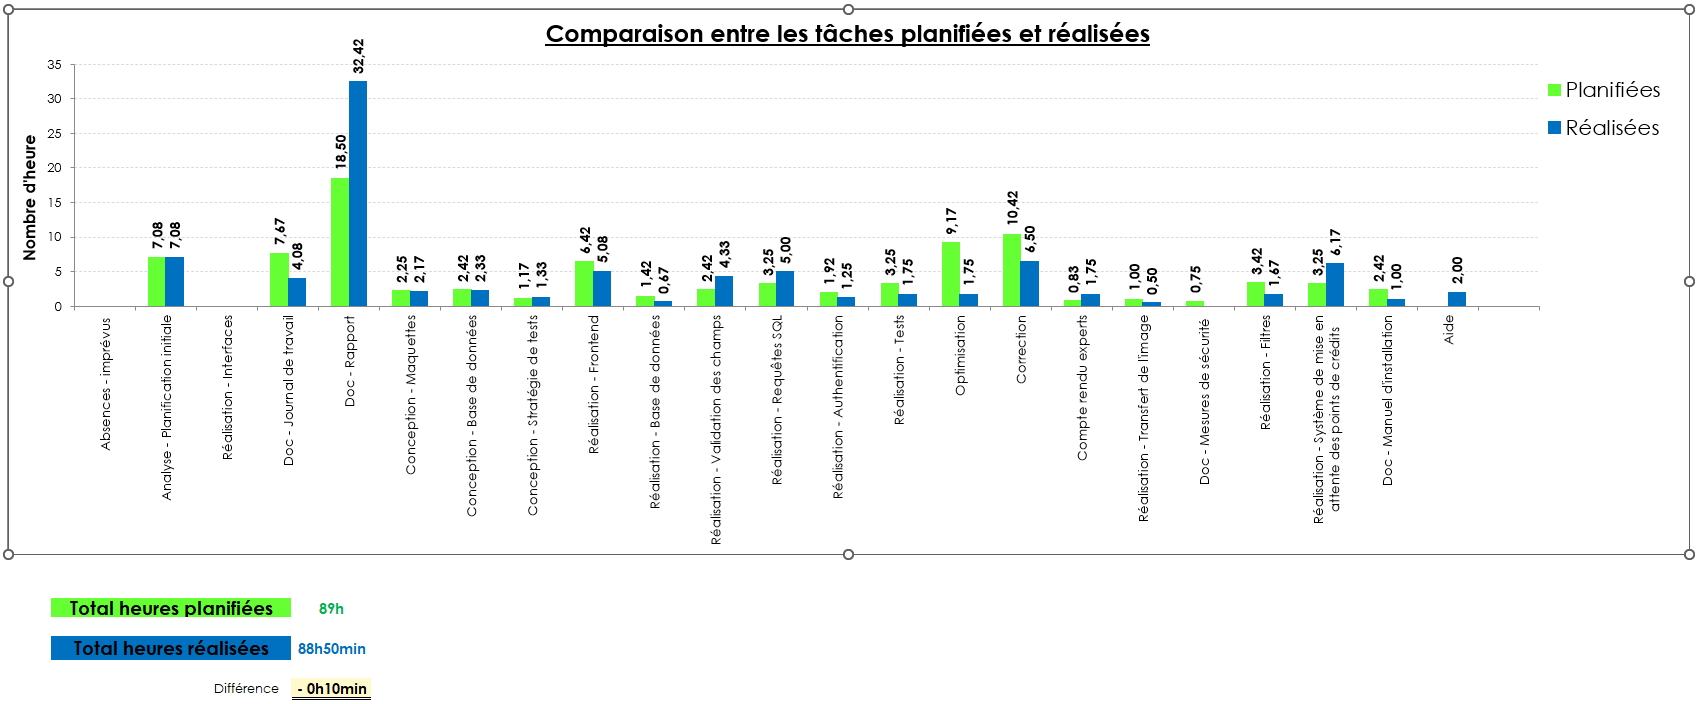 Comparaison entre les tâches planifiées et réalisées
Nombre d'heure
35
30
25
20
15
10
5
0
7,08
7,08
7,67
4,08
18,50
32,42
2,25
2,17
2,42
2,33
1,17
1,33
6,42
5,08
1,42
0,67
2,42
4,33
3,25
5,00
1,92
1,25
3,25
1,75
9,17
1,75
10,42
6,50
0,83
1,75
1,00
0,50
0,75
3,42
1,67
3,25
6,17
2,42
1,00
2,00
Absences - imprévus
Analyse - Planification initiale
Réalisation - Interfaces
Doc - Journal de travail
Doc - Rapport
Conception - Maquettes
Conception - Base de données
Conception - Stratégie de tests
Réalisation - Frontend
Réalisation - Base de données
Réalisation - Validation des champs
Réalisation - Requêtes SQL
Réalisation - Authentification
Réalisation - Tests
Optimisation
Correction
Compte rendu experts
Réalisation - Transfert de l'image
Doc - Mesures de sécurité
Réalisation - Filtres
Réalisation - Système de mise en
attente des points de crédits
Doc - Manuel d'installation
Aide
Planifiées
Réalisées
Total heures planifiées 89h
Total heures réalisées 88h50min
Différence - 0h10min